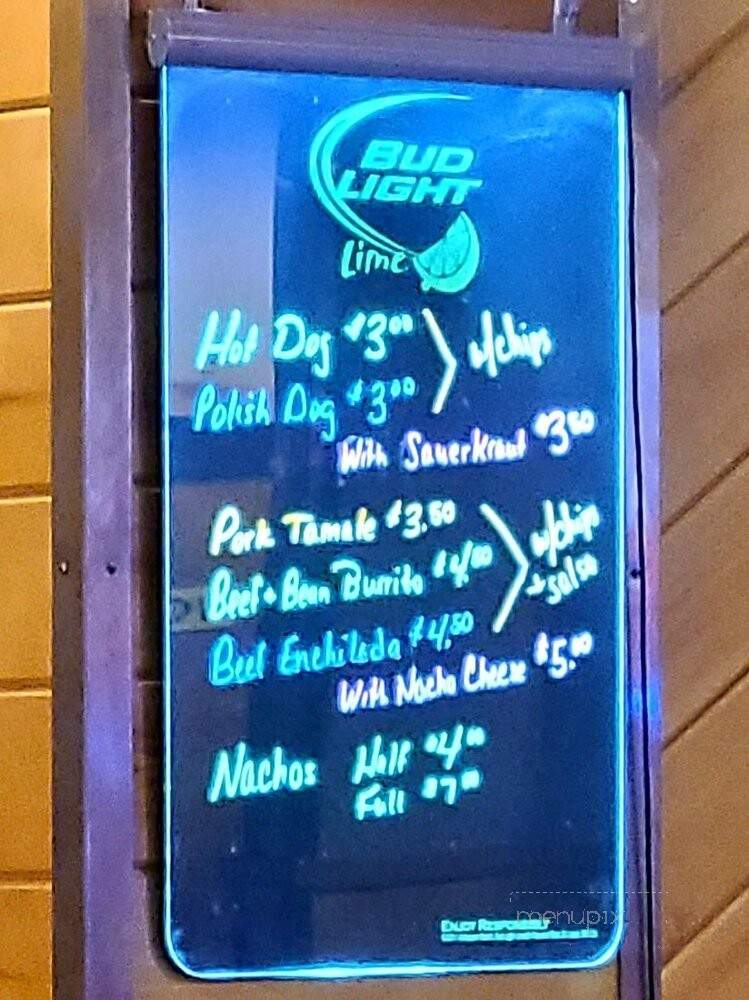 BUD
LIGHT
Lime
Hot Dog $3.00 w/chips
Polish Dog $3.00
With Sauerkraut $3.50
Pork Tamale $3.50 w/chips
Beef + Bean Burrito $4.00 + salsa
Beef Enchilada $4.50
With Nacho Cheeze $5.00
Nachos Half $4.00
Full $7.00
ENJOY RESPONSIBLY
menupix